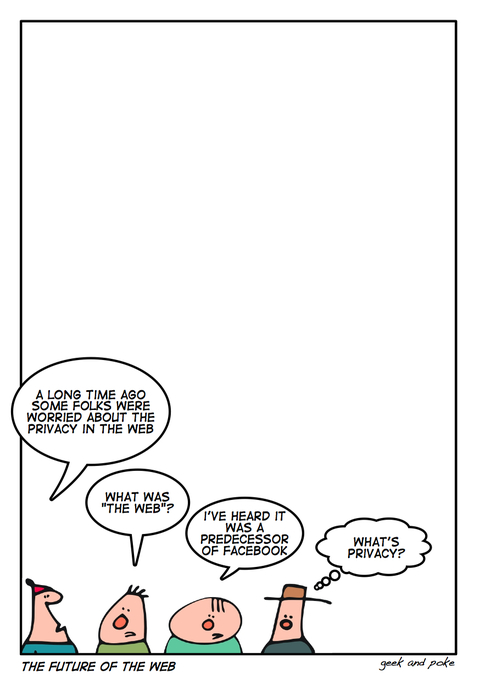 A LONG TIME AGO
SOME FOLKS WERE
WORRIED ABOUT THE
PRIVACY IN THE WEB
WHAT WAS
"THE WEB"?
I'VE HEARD IT
WAS A
PREDECESSOR
OF FACEBOOK
WHAT'S
PRIVACY?
THE FUTURE OF THE WEB
geek and poke